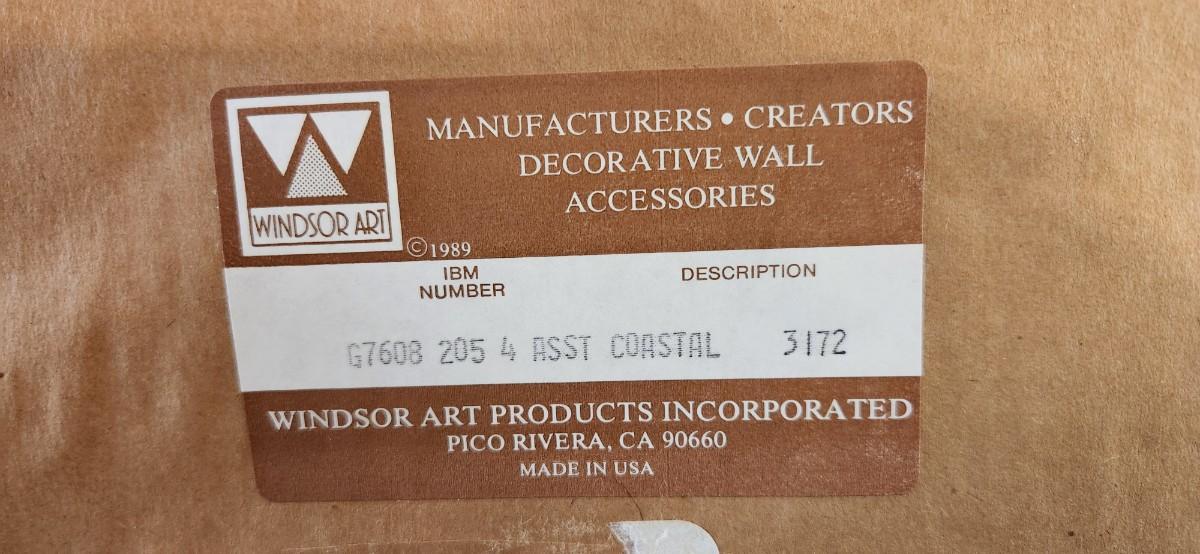 MANUFACTURERS • CREATORS
DECORATIVE WALL
ACCESSORIES
WINDSOR ART
©1989
IBM
NUMBER
DESCRIPTION
G7608 205 4 ASST COASTAL 3172
WINDSOR ART PRODUCTS INCORPORATED
PICO RIVERA, CA 90660
MADE IN USA